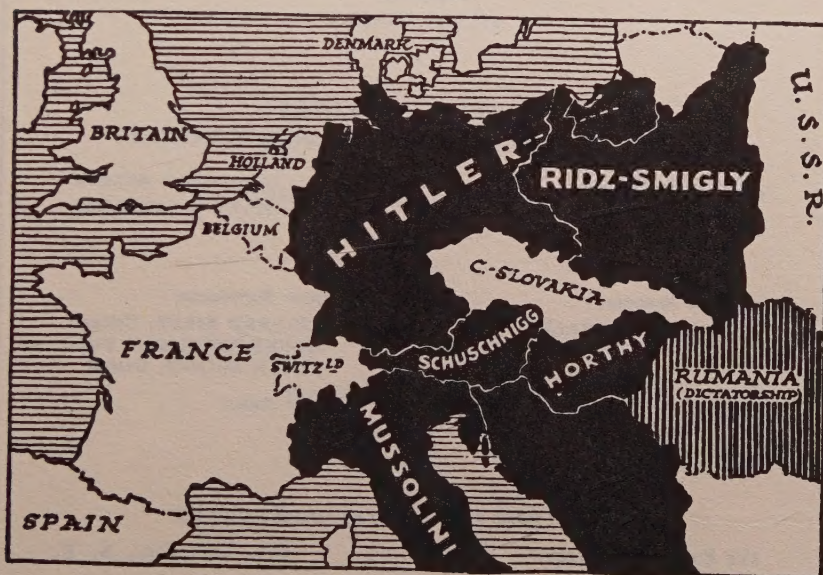 DENMARK
U.S.S.R.
BRITAIN
HOLLAND
HITLER
RIDZ-SMIGLY
BELGIUM
C.-SLOVAKIA
FRANCE
SWITZ LD
SCHUSCHNIGG
HORTHY
RUMANIA
(DICTATORSHIP)
MUSSOLINI
SPAIN